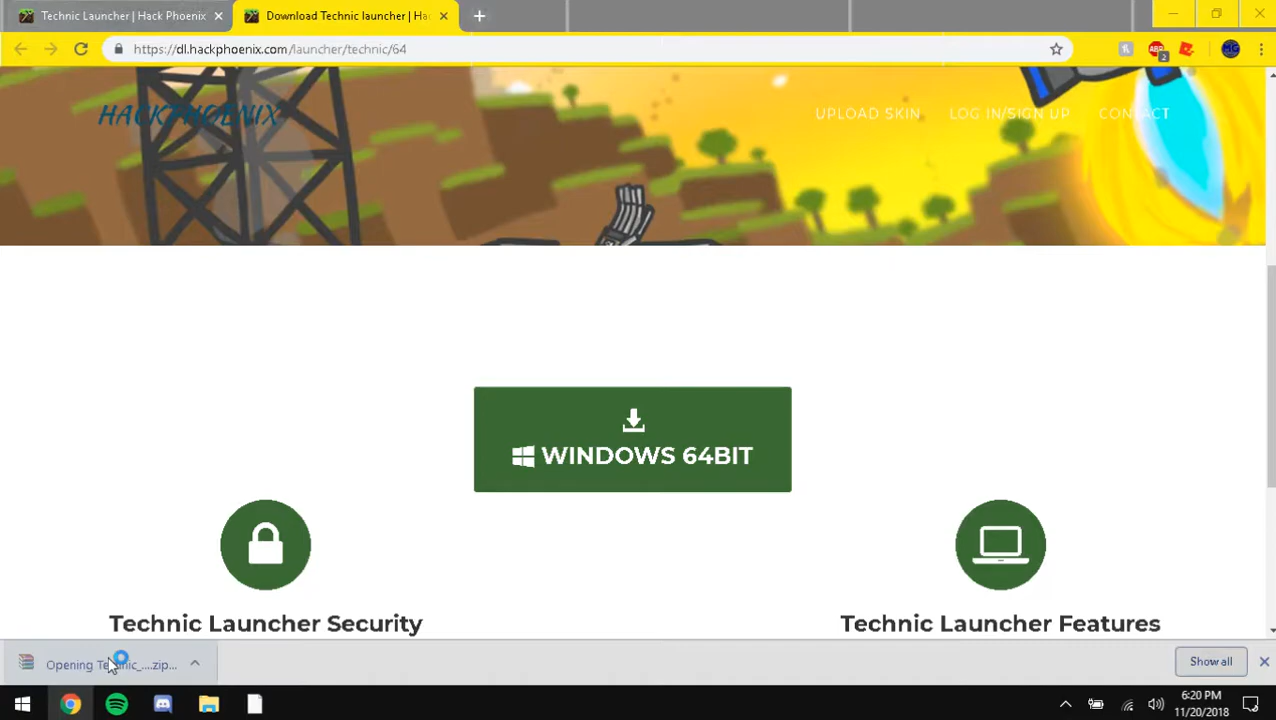 Technic Launcher | Hack Phoenix
Download Technic launcher | Ha
https://dl.hackphoenix.com/launcher/technic/64
ABP
2
HACKPHOENIX
UPLOAD SKIN
LOG IN/SIGN UP
CONTACT
WINDOWS 64BIT
Technic Launcher Security
Technic Launcher Features
Opening Technic_....zip...
Show all
6:20 PM
11/20/2018